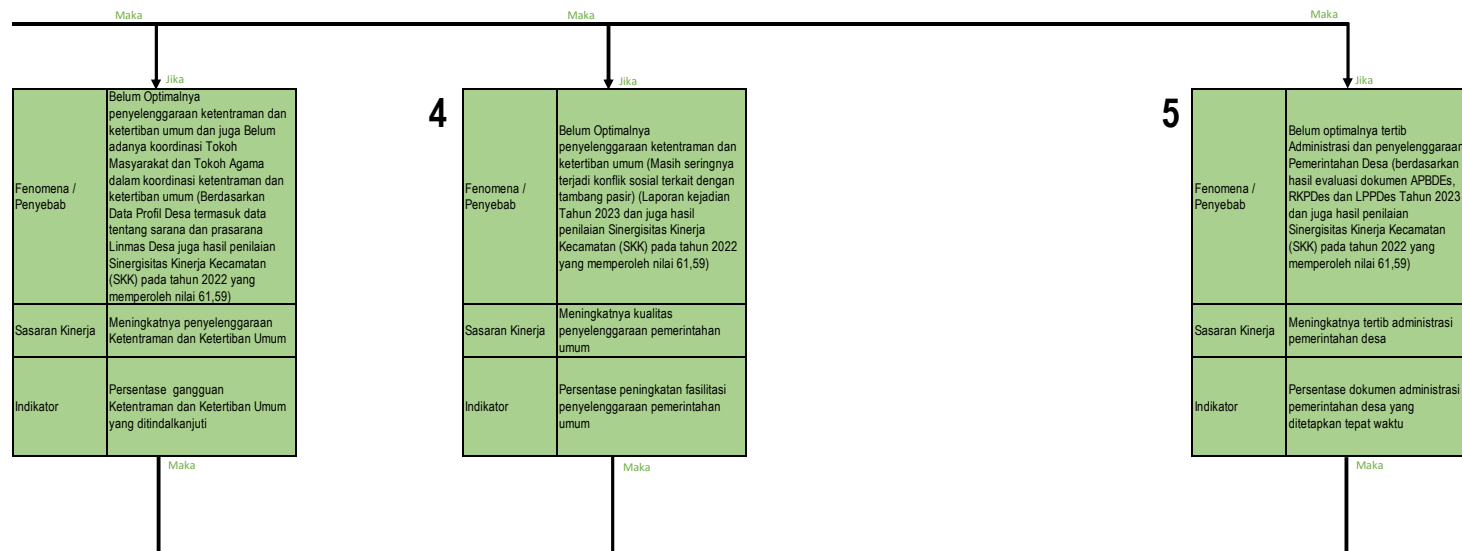 Maka
Maka
Maka
Jika
Jika
Jika
Fenomena /
Penyebab
Belum Optimalnya
penyelenggaraan ketentraman dan
ketertiban umum dan juga Belum
adanya koordinasi Tokoh
Masyarakat dan Tokoh Agama
dalam koordinasi ketentraman dan
ketertiban umum (Berdasarkan
Data Profil Desa termasuk data
tentang sarana dan prasarana
Linmas Desa juga hasil penilaian
Sinergisitas Kinerja Kecamatan
(SKK) pada tahun 2022 yang
memperoleh nilai 61,59)
Sasaran Kinerja
Meningkatnya penyelenggaraan
Ketentraman dan Ketertiban Umum
Indikator
Persentase gangguan
Ketentraman dan Ketertiban Umum
yang ditindalkanjuti
Maka
4
Fenomena /
Penyebab
Belum Optimalnya
penyelenggaraan ketentraman dan
ketertiban umum (Masih seringnya
terjadi konflik sosial terkait dengan
tambang pasir) (Laporan kejadian
Tahun 2023 dan juga hasil
penilaian Sinergisitas Kinerja
Kecamatan (SKK) pada tahun 2022
yang memperoleh nilai 61,59)
Sasaran Kinerja
Meningkatnya kualitas
penyelenggaraan pemerintahan
umum
Indikator
Persentase peningkatan fasilitasi
penyelenggaraan pemerintahan
umum
Maka
5
Fenomena /
Penyebab
Belum optimalnya tertib
Administrasi dan penyelenggaraan
Pemerintahan Desa (berdasarkan
hasil evaluasi dokumen APBDEs,
RKPDes dan LPPDes Tahun 2023
dan juga hasil penilaian
Sinergisitas Kinerja Kecamatan
(SKK) pada tahun 2022 yang
memperoleh nilai 61,59)
Sasaran Kinerja
Meningkatnya tertib administrasi
pemerintahan desa
Indikator
Persentase dokumen administrasi
pemerintahan desa yang
ditetapkan tepat waktu
Maka